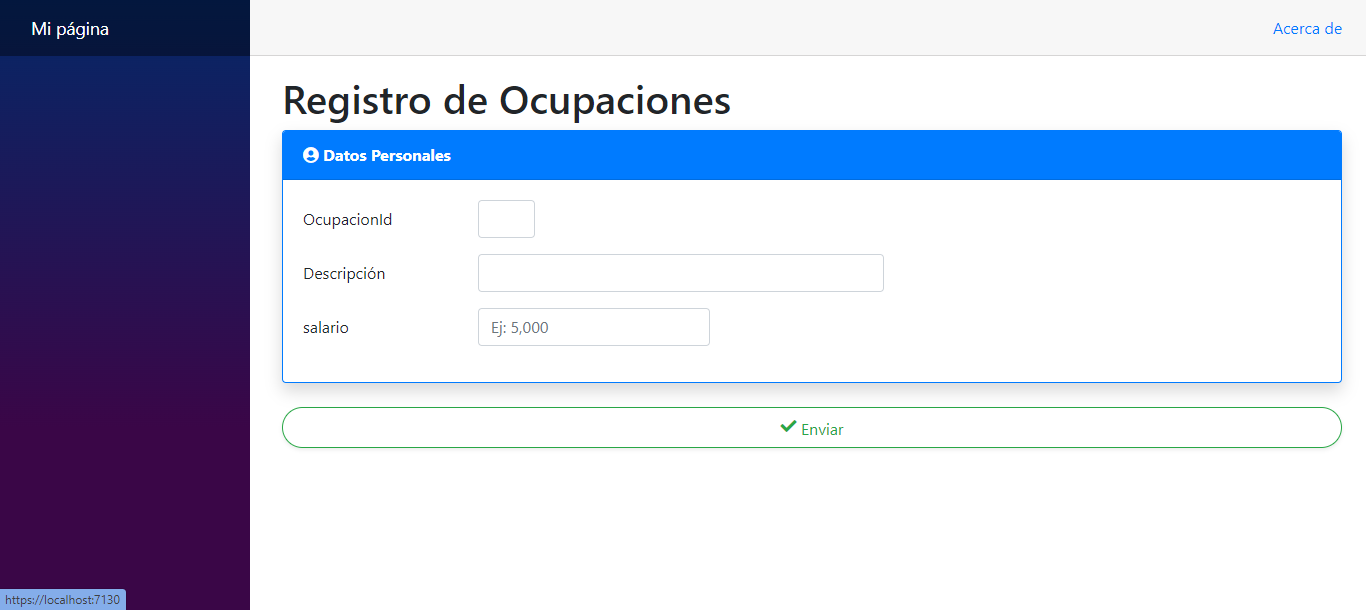 Mi página
Acerca de
Registro de Ocupaciones
Datos Personales
OcupacionId
Descripción
salario
Ej: 5,000
Enviar
https://localhost:7130